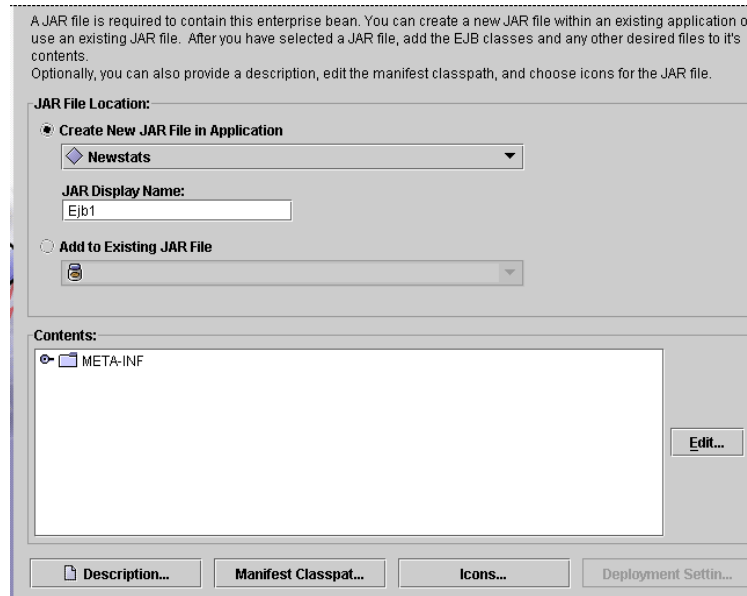 A JAR file is required to contain this enterprise bean. You can create a new JAR file within an existing application o
use an existing JAR file. After you have selected a JAR file, add the EJB classes and any other desired files to it's
contents.
Optionally, you can also provide a description, edit the manifest classpath, and choose icons for the JAR file.
JAR File Location:
Create New JAR File in Application
Newstats
JAR Display Name:
Ejb1
Add to Existing JAR File
Contents:
META-INF
Edit...
Description...
Manifest Classpat...
Icons...
Deployment Settin...